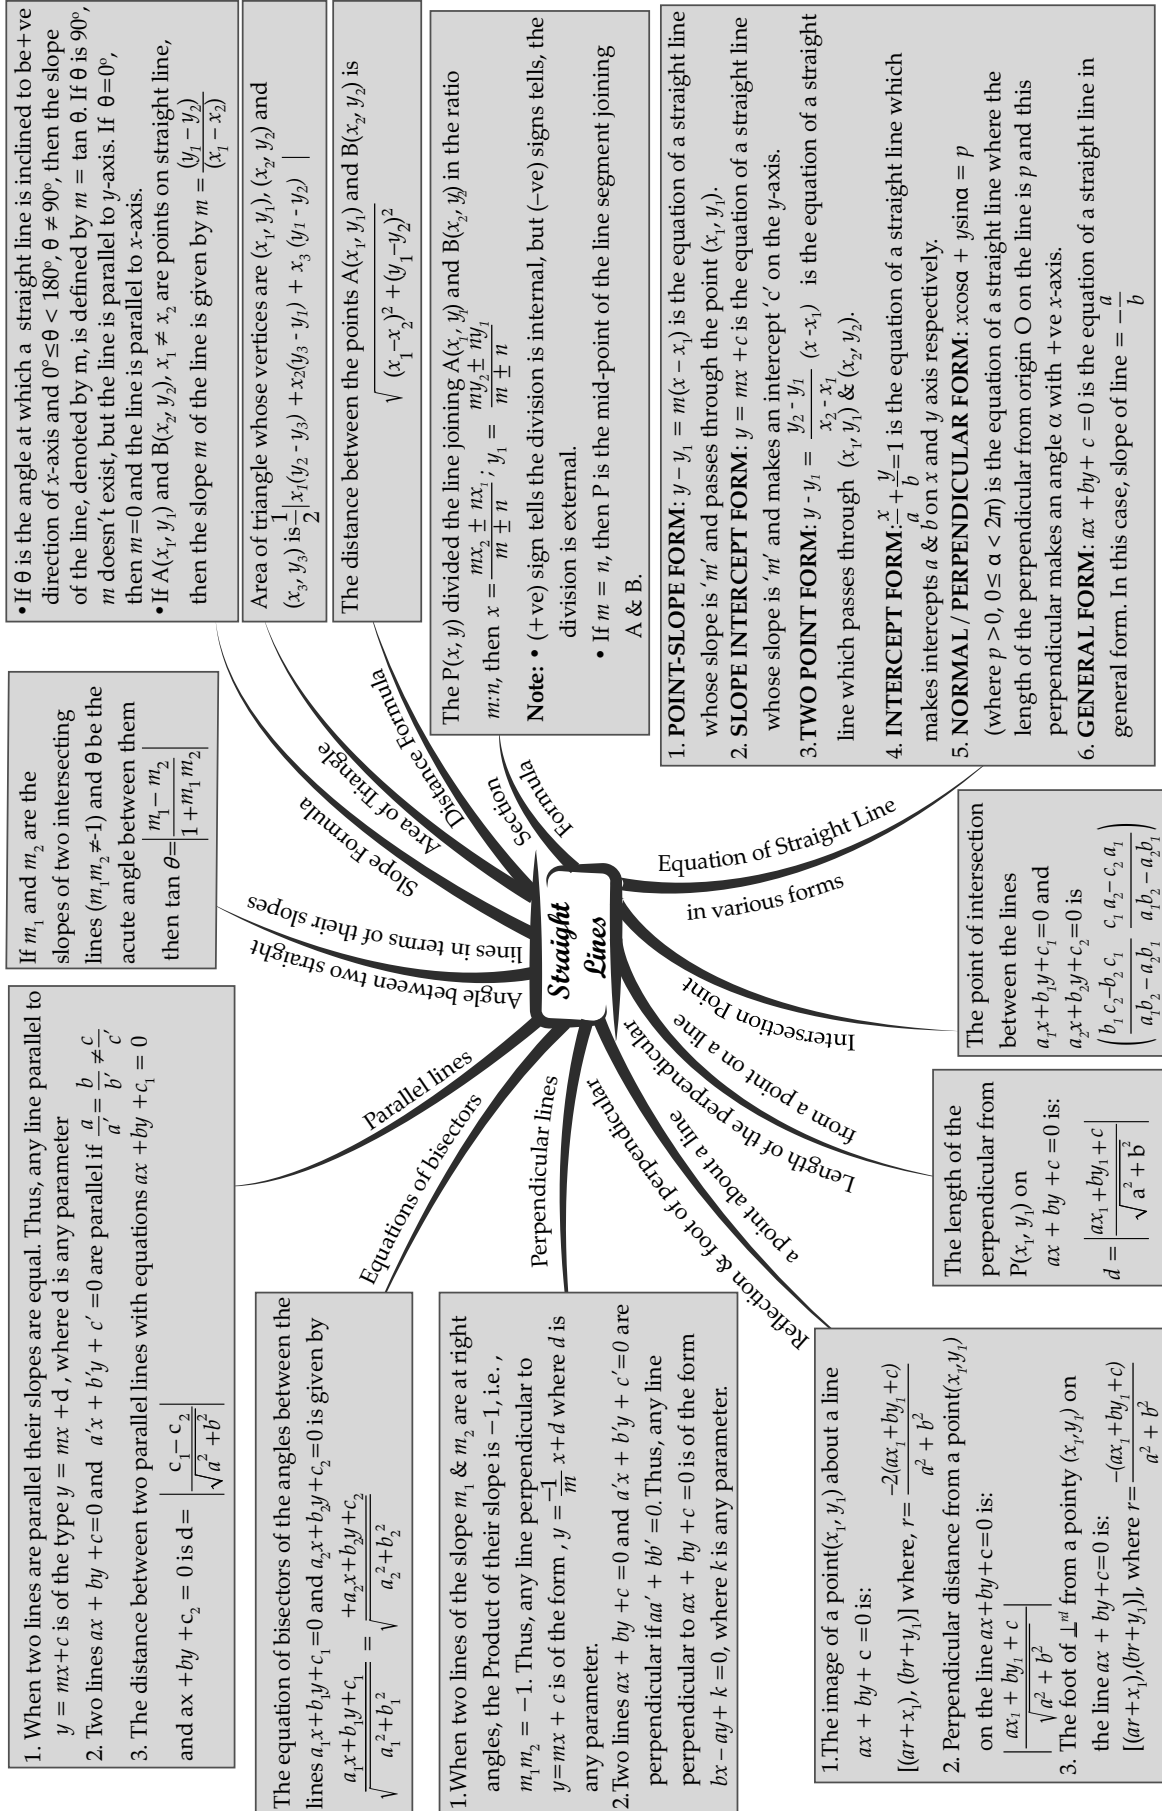 Straight
Lines
Slope Formula
• If θ is the angle at which a straight line is inclined to be+ve
direction of x-axis and 0°≤θ < 180°, θ ≠ 90°, then the slope
of the line, denoted by m, is defined by m = tan θ. If θ is 90°,
m doesn't exist, but the line is parallel to y-axis. If θ=0°,
then m=0 and the line is parallel to x-axis.
• If A(x₁, y₁) and B(x₂, y₂), x₁ ≠ x₂ are points on straight line,
then the slope m of the line is given by m = (y₁ – y₂)/(x₁ – x₂)
Area of Triangle
Area of triangle whose vertices are (x₁, y₁), (x₂, y₂) and
(x₃, y₃) is 1/2 |x₁(y₂ - y₃) +x₂(y₃ - y₁) + x₃ (y₁ - y₂) |
Distance Formula
The distance between the points A(x₁, y₁) and B(x₂, y₂) is
√(x₁–x₂)² +(y₁–y₂)²
Section
Formula
The P(x, y) divided the line joining A(x₁, y₁) and B(x₂, y₂) in the ratio
m:n, then x = (mx₂ ± nx₁)/(m ± n); y₁ = (my₂ ± ny₁)/(m ± n)
Note: • (+ve) sign tells the division is internal, but (–ve) signs tells, the
division is external.
• If m = n, then P is the mid-point of the line segment joining
A & B.
Equation of Straight Line
in various forms
1. POINT-SLOPE FORM: y – y₁ = m(x – x₁) is the equation of a straight line
whose slope is 'm' and passes through the point (x₁, y₁).
2. SLOPE INTERCEPT FORM: y = mx +c is the equation of a straight line
whose slope is 'm' and makes an intercept 'c' on the y-axis.
3. TWO POINT FORM: y - y₁ = (y₂ - y₁)/(x₂ - x₁) (x-x₁) is the equation of a straight
line which passes through (x₁, y₁) & (x₂, y₂).
4. INTERCEPT FORM: x/a + y/b =1 is the equation of a straight line which
makes intercepts a & b on x and y axis respectively.
5. NORMAL / PERPENDICULAR FORM: xcosα + ysinα = p
(where p >0, 0≤ α < 2π) is the equation of a straight line where the
length of the perpendicular from origin O on the line is p and this
perpendicular makes an angle α with +ve x-axis.
6. GENERAL FORM: ax +by+ c =0 is the equation of a straight line in
general form. In this case, slope of line = –a/b
Angle between two straight
lines in terms of their slopes
If m₁ and m₂ are the
slopes of two intersecting
lines (m₁m₂ ≠-1) and θ be the
acute angle between them
then tan θ= |(m₁– m₂)/(1+m₁m₂)|
Intersection Point
The point of intersection
between the lines
a₁x+b₁y+c₁=0 and
a₂x+b₂y+c₂=0 is
((b₁c₂–b₂c₁)/(a₁b₂ – a₂b₁) (c₁a₂– c₂a₁)/(a₁b₂ – a₂b₁))
Parallel lines
1. When two lines are parallel their slopes are equal. Thus, any line parallel to
y = mx+c is of the type y = mx +d , where d is any parameter
2. Two lines ax + by +c=0 and a′x + b′y + c′ =0 are parallel if a/a′ = b/b′ ≠ c/c′
3. The distance between two parallel lines with equations ax +by +c₁ = 0
and ax +by +c₂ = 0 is d= |(c₁– c₂)/√a² +b²|
Length of the perpendicular
from a point on a line
The length of the
perpendicular from
P(x₁, y₁) on
ax + by +c =0 is:
d = |(ax₁+by₁+c)/√a² + b²|
Equations of bisectors
The equation of bisectors of the angles between the
lines a₁x+b₁y+c₁=0 and a₂x+b₂y+c₂=0 is given by
(a₁x+b₁y+c₁)/√a₁²+b₁² = (+a₂x+b₂y+c₂)/√a₂²+b₂²
Perpendicular lines
1.When two lines of the slope m₁ & m₂ are at right
angles, the Product of their slope is –1, i.e. ,
m₁m₂ = –1. Thus, any line perpendicular to
y=mx + c is of the form , y = –1/m x+d where d is
any parameter.
2.Two lines ax + by +c =0 and a′x + b′y + c′=0 are
perpendicular if aa′ + bb′ =0. Thus, any line
perpendicular to ax + by +c =0 is of the form
bx – ay+ k =0, where k is any parameter.
Reflection & foot of perpendicular
a point about a line
1.The image of a point(x₁, y₁) about a line
ax + by+ c =0 is:
[(ar+x₁), (br+y₁)] where, r= –2(ax₁+by₁+c)/(a² + b²)
2. Perpendicular distance from a point(x₁,y₁)
on the line ax+by+c=0 is:
|(ax₁ + by₁ + c)/√a² + b²|
3. The foot of ⊥ʳᵈ from a pointy (x₁,y₁) on
the line ax + by+c=0 is:
[(ar+x₁),(br+y₁)], where r= –(ax₁+by₁+c)/(a² + b²)